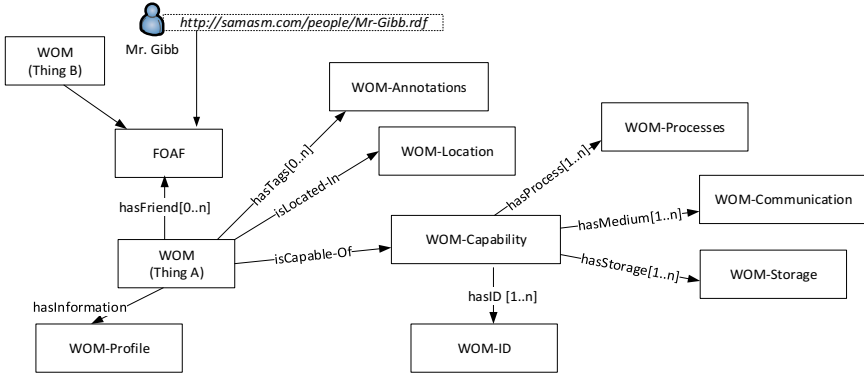 http://samasm.com/people/Mr-Gibb.rdf
Mr. Gibb
WOM
(Thing B)
WOM-Annotations
WOM-Processes
FOAF
WOM-Location
hasTags[0..n]
isLocated-In
hasProcess[1..n]
WOM-Communication
hasFriend[0..n]
hasMedium[1..n]
WOM-Capability
WOM
(Thing A)
isCapable-Of
hasStorage[1..n]
WOM-Storage
hasInformation
hasID [1..n]
WOM-Profile
WOM-ID